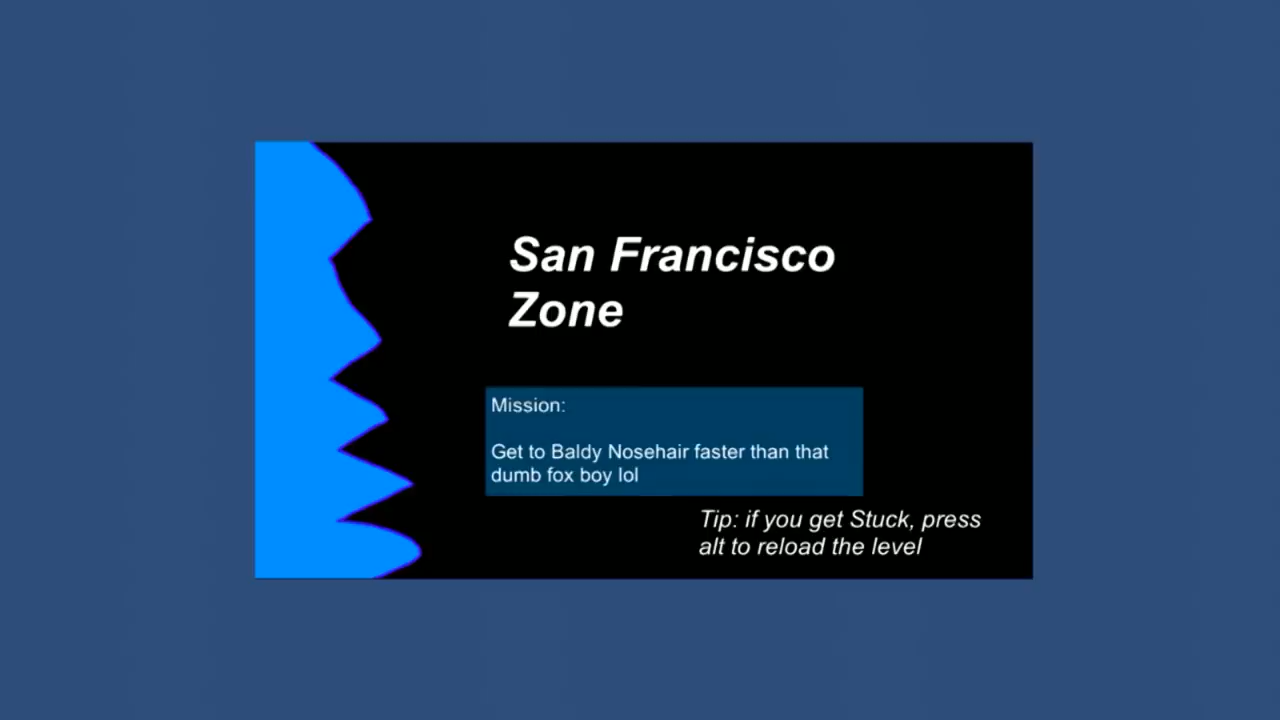 San Francisco
Zone
Mission:
Get to Baldy Nosehair faster than that
dumb fox boy lol
Tip: if you get Stuck, press
alt to reload the level